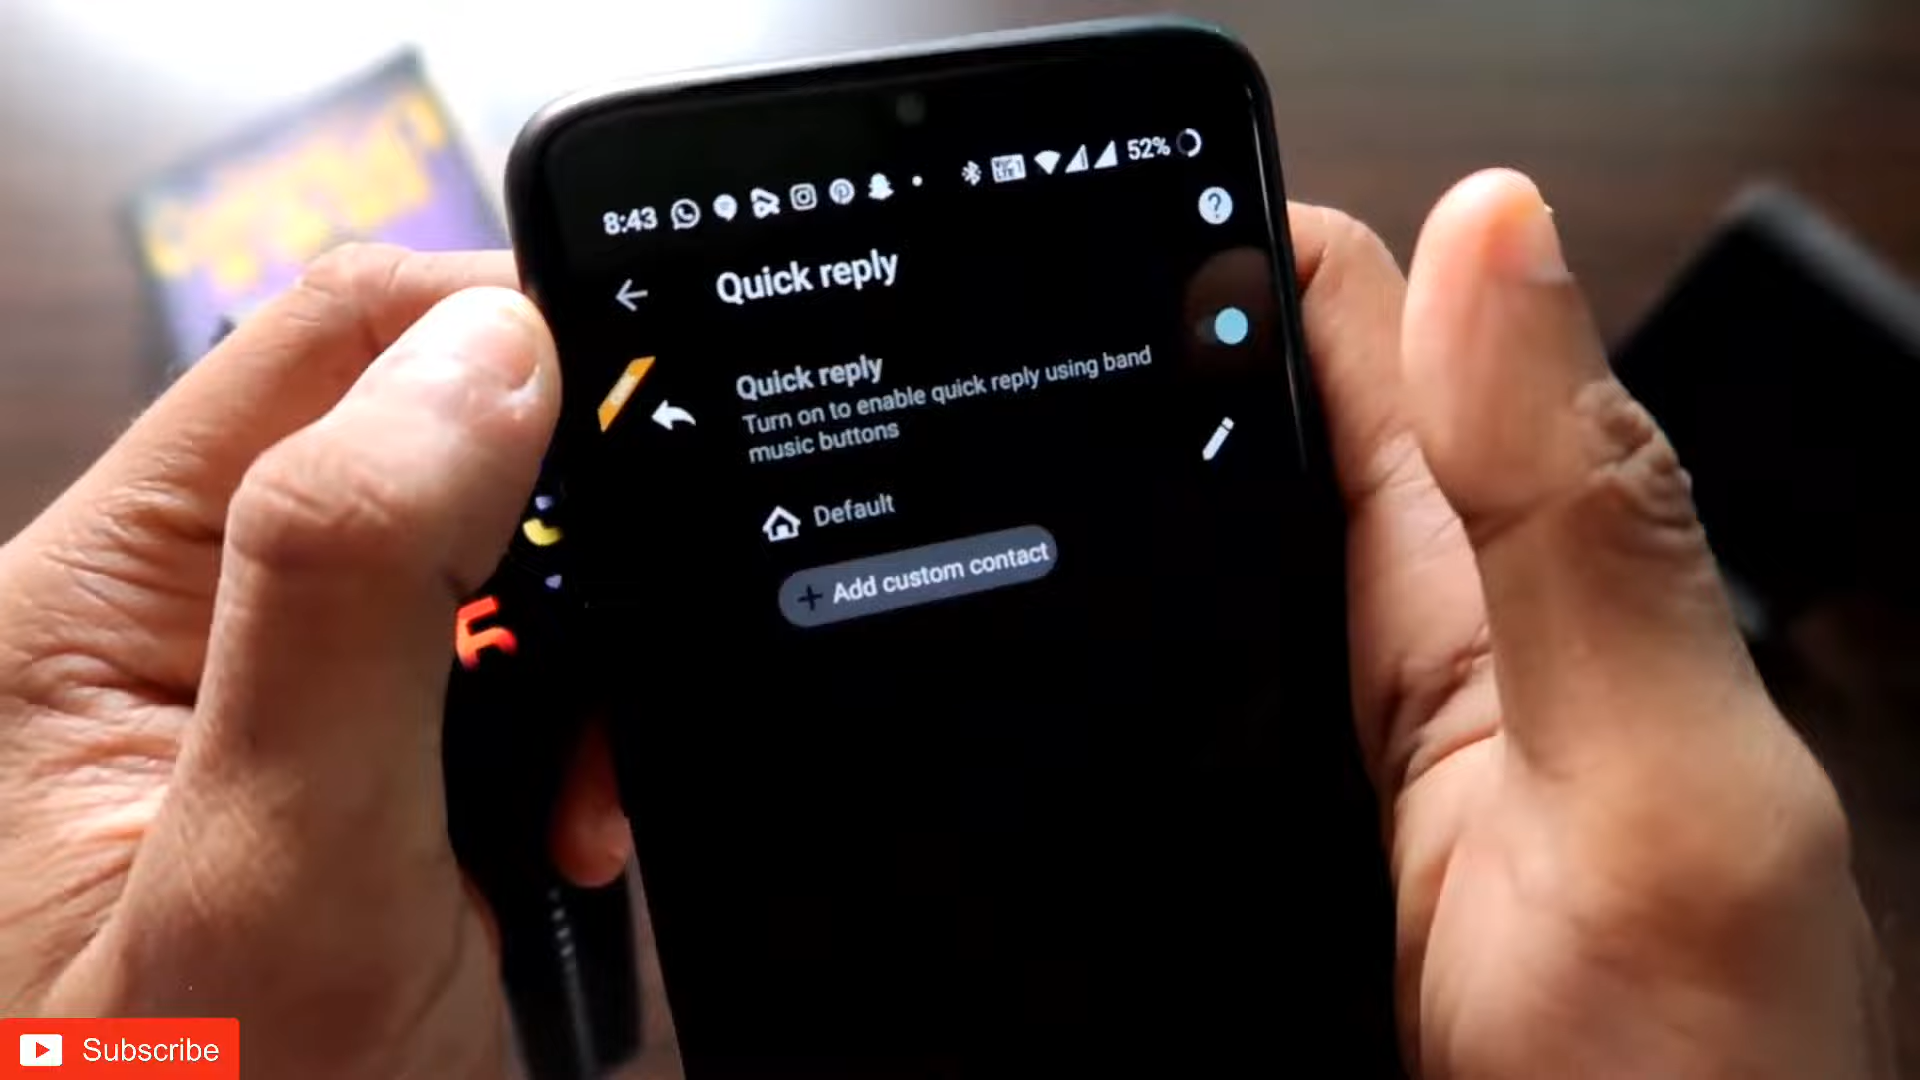 8:43
52%
Quick reply
Quick reply
Turn on to enable quick reply using band
music buttons
Default
+ Add custom contact
Subscribe